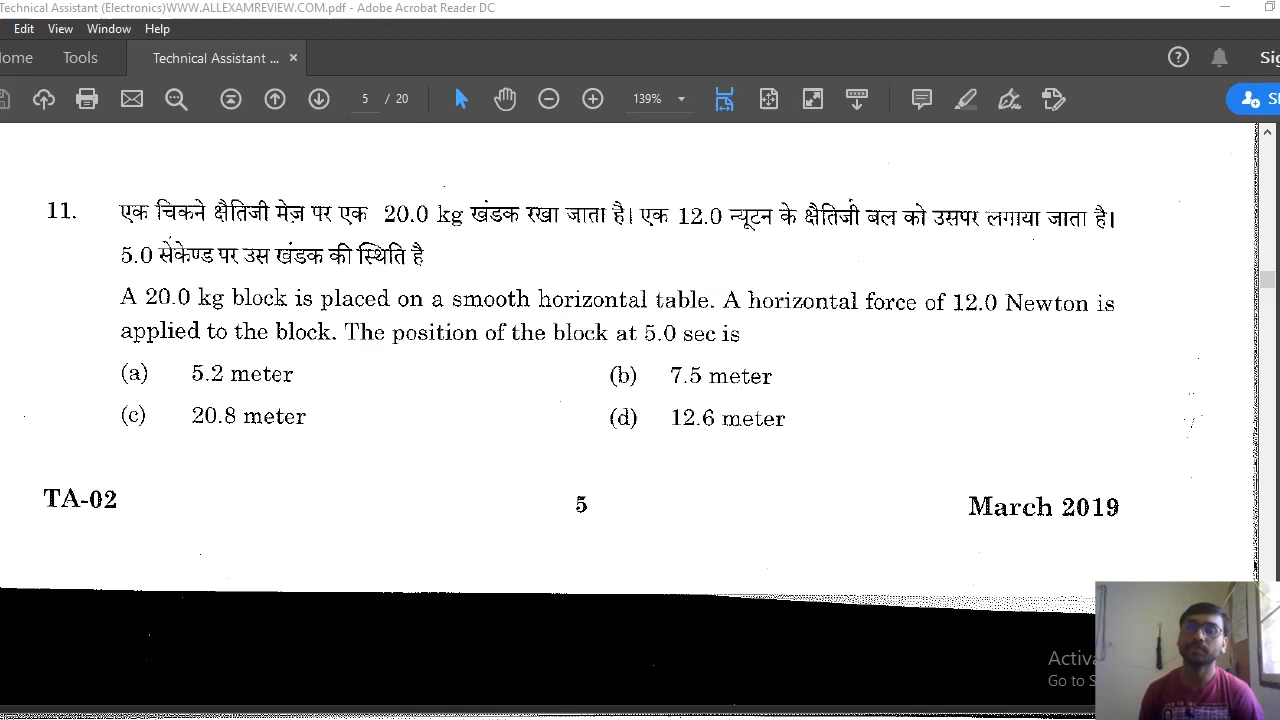 Technical Assistant (Electronics)WWW.ALLEXAMREVIEW.COM.pdf - Adobe Acrobat Reader DC
Edit View Window Help
Tools Technical Assistant ... ×
5 / 20 139%
11. एक चिकने क्षैतिजी मेज़ पर एक 20.0 kg खंडक रखा जाता है। एक 12.0 न्यूटन के क्षैतिजी बल को उसपर लगाया जाता है।
5.0 सेकेण्ड पर उस खंडक की स्थिति है
A 20.0 kg block is placed on a smooth horizontal table. A horizontal force of 12.0 Newton is
applied to the block. The position of the block at 5.0 sec is
(a) 5.2 meter (b) 7.5 meter
(c) 20.8 meter (d) 12.6 meter
TA-02 5 March 2019
Go to S